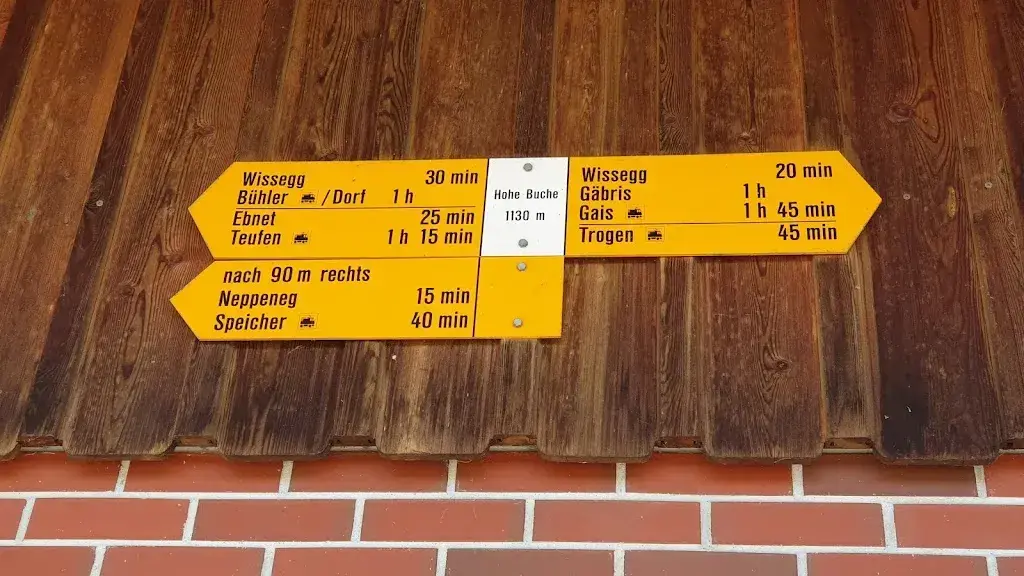 Wissegg 30 min
Bühler /Dorf 1 h
Ebnet 25 min
Teufen 1 h 15 min
nach 90 m rechts
Neppeneg 15 min
Speicher 40 min
Hohe Buche
1130 m
Wissegg 20 min
Gäbris 1 h
Gais 1 h 45 min
Trogen 45 min